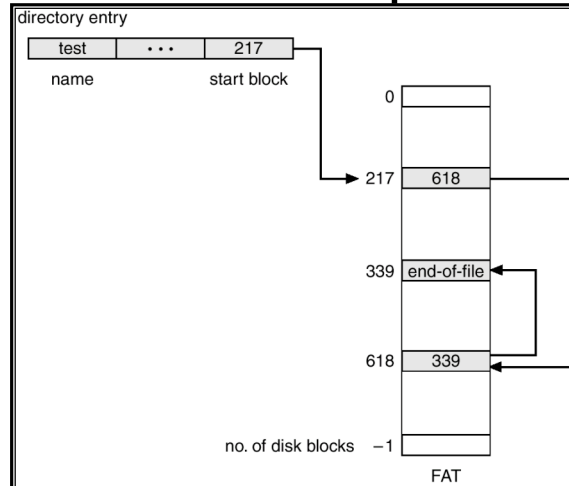 directory entry
test ••• 217
name start block
0
217 618
339 end-of-file
618 339
no. of disk blocks –1
FAT